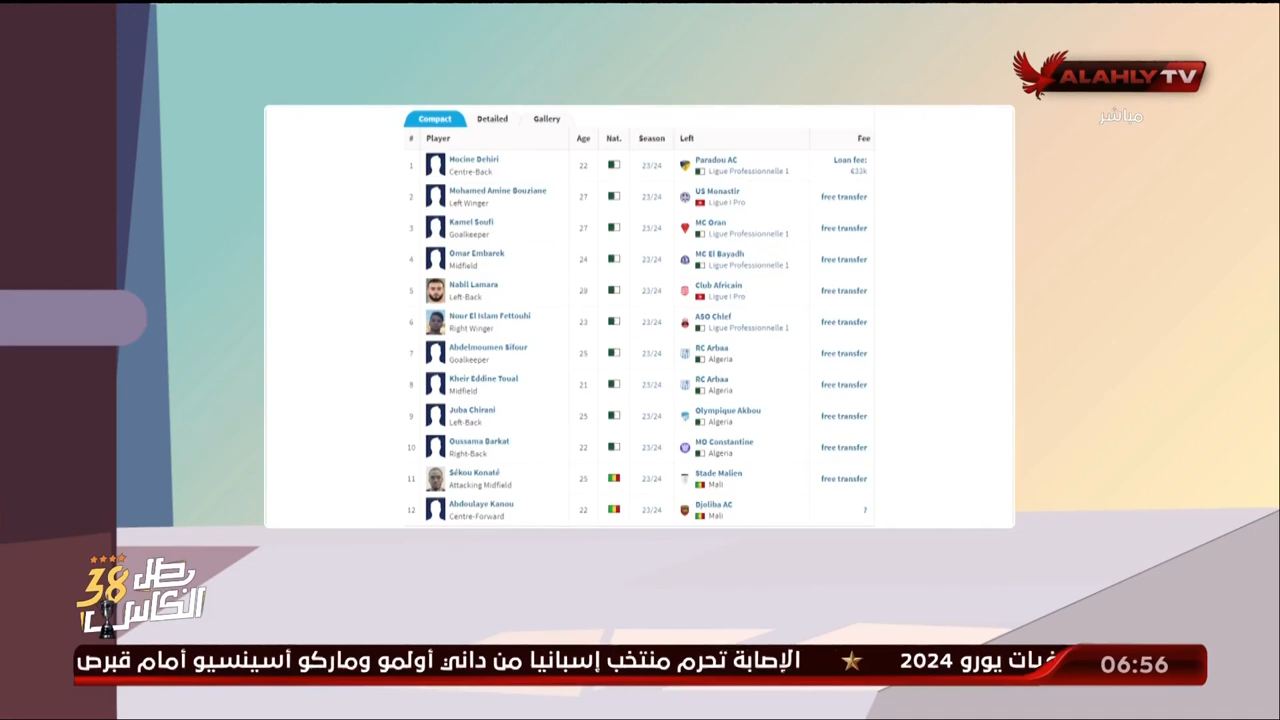 ALAHLY TV
مباشر
Compact Detailed Gallery
# Player Age Nat. Season Left Fee
1 Hocine Dehiri 22 23/24 Paradou AC Loan fee:
Centre-Back Ligue Professionnelle 1 €33k
2 Mohamed Amine Bouziane 27 23/24 US Monastir free transfer
Left Winger Ligue I Pro
3 Kamel Soufi 27 23/24 MC Oran free transfer
Goalkeeper Ligue Professionnelle 1
4 Omar Embarek 24 23/24 MC El Bayadh free transfer
Midfield Ligue Professionnelle 1
5 Nabil Lamara 29 23/24 Club Africain free transfer
Left-Back Ligue I Pro
6 Nour El Islam Fettouhi 23 23/24 ASO Chlef free transfer
Right Winger Ligue Professionnelle 1
7 Abdelmoumen Sifour 25 23/24 RC Arbaa free transfer
Goalkeeper Algeria
8 Kheir Eddine Toual 21 23/24 RC Arbaa free transfer
Midfield Algeria
9 Juba Chirani 25 23/24 Olympique Akbou free transfer
Left-Back Algeria
10 Oussama Barkat 22 23/24 MO Constantine free transfer
Right-Back Algeria
11 Sékou Konaté 25 23/24 Stade Malien free transfer
Attacking Midfield Mali
12 Abdoulaye Kanou 22 23/24 Djoliba AC ?
Centre-Forward Mali
بطل الكاس 38
يورو 2024 ★ الإصابة تحرم منتخب إسبانيا من داني أولمو وماركو أسينسيو أمام قبرص
06:56